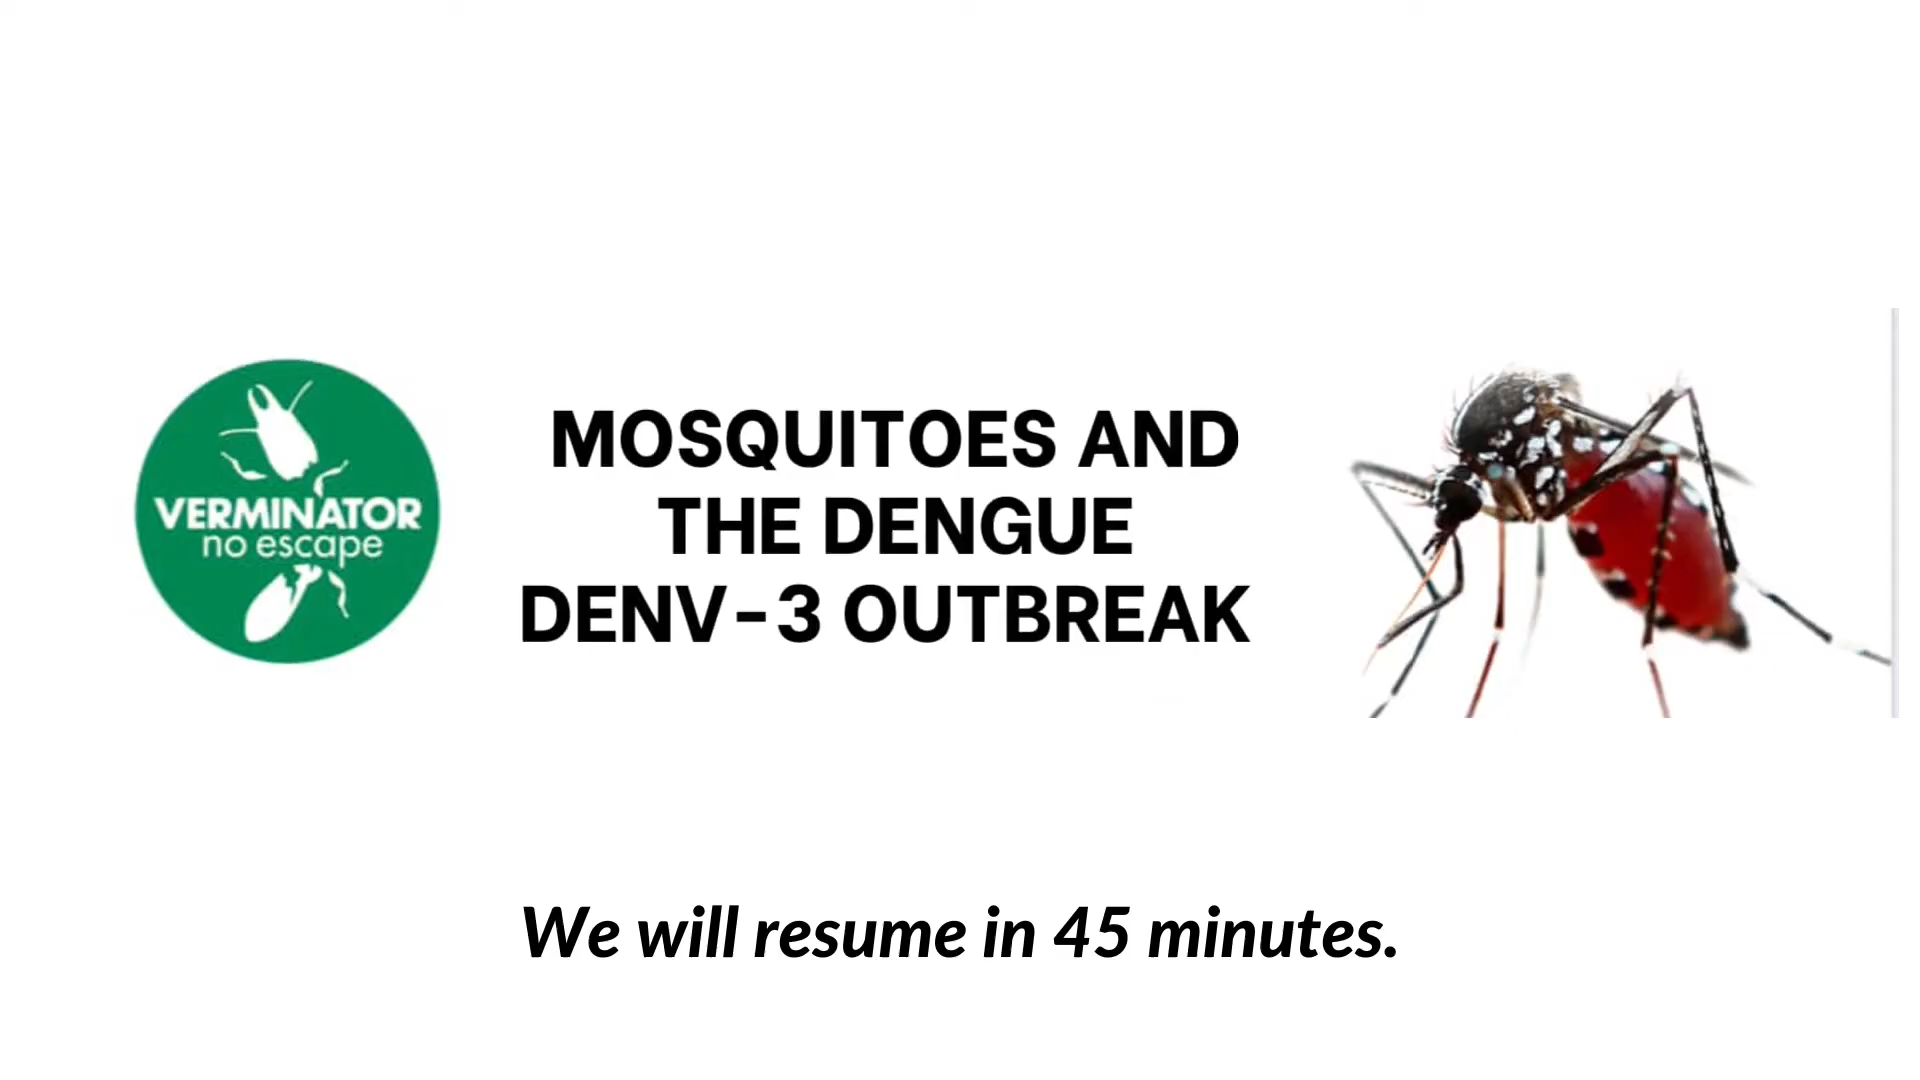 VERMINATOR
no escape
MOSQUITOES AND
THE DENGUE
DENV-3 OUTBREAK
We will resume in 45 minutes.